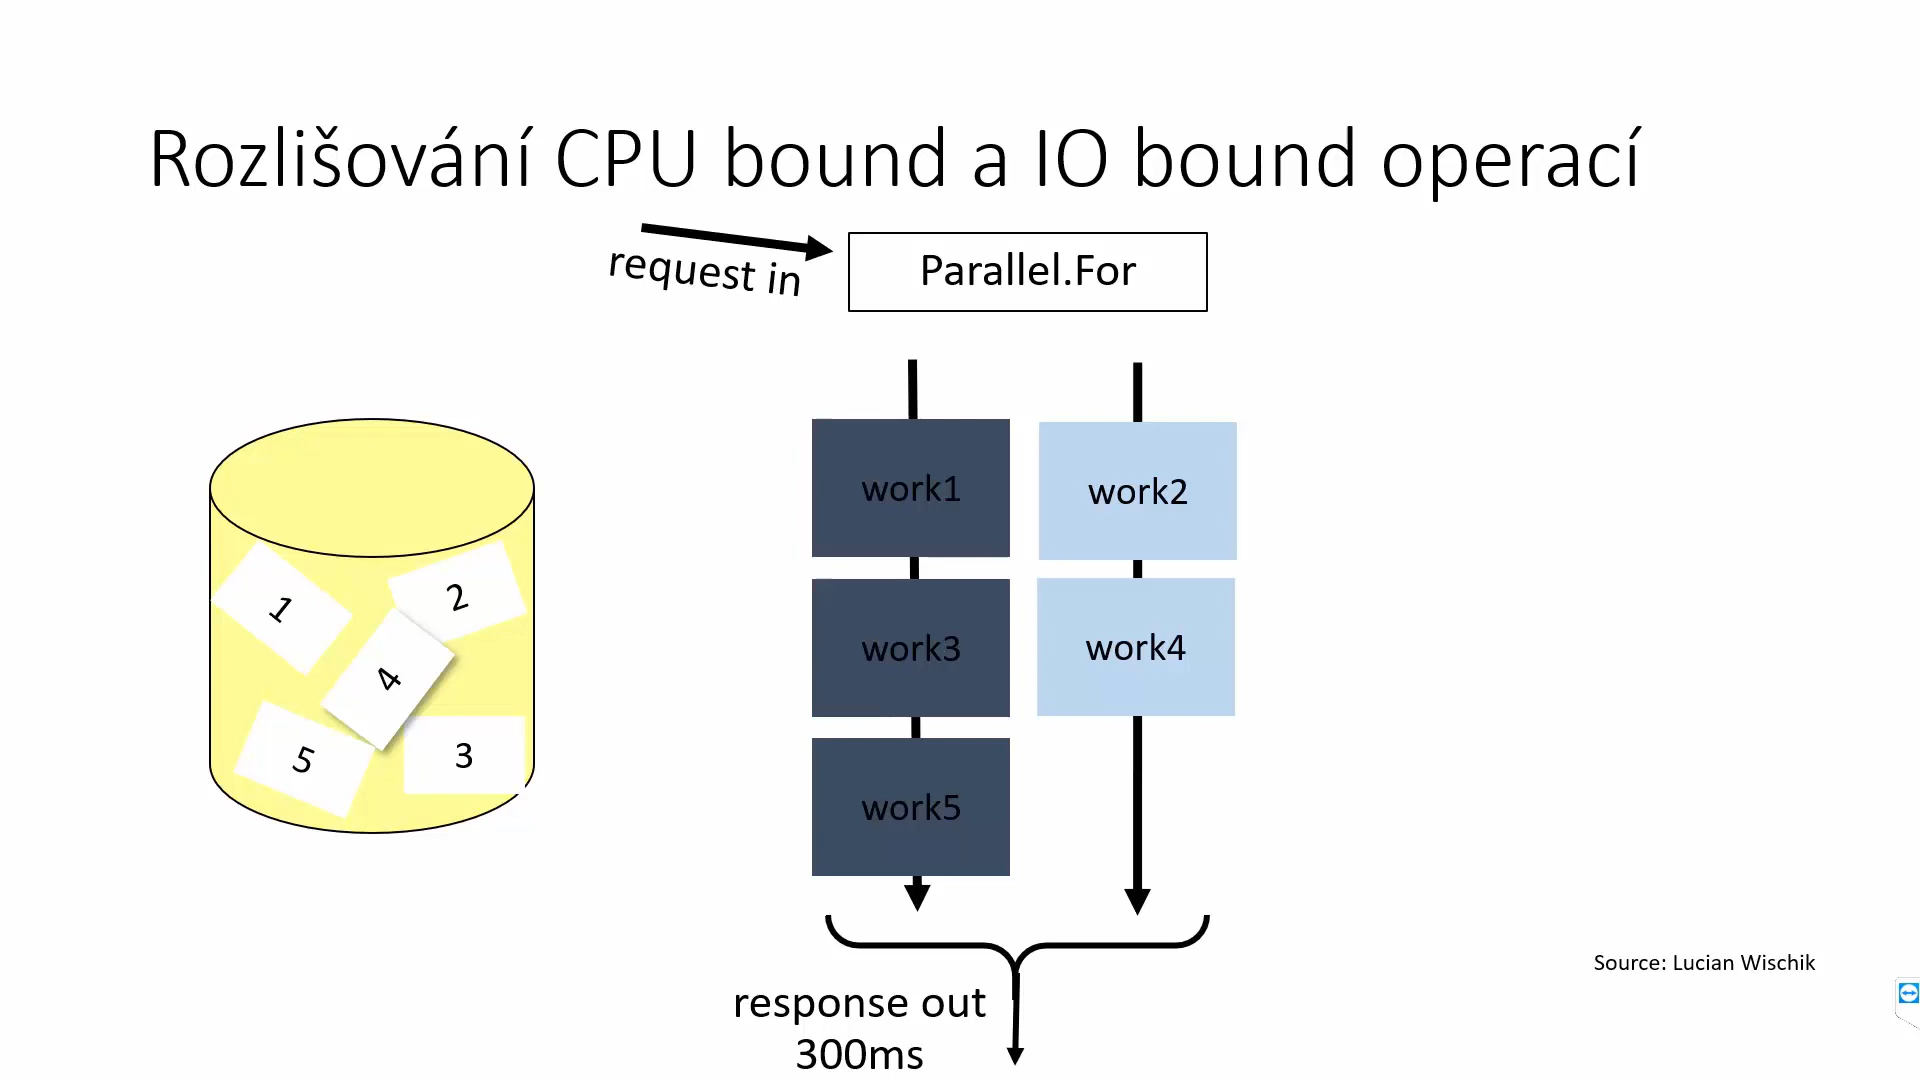 Rozlišování CPU bound a IO bound operací
request in
Parallel.For
work1
work2
1
2
work3
work4
4
5
3
work5
Source: Lucian Wischik
response out
300ms